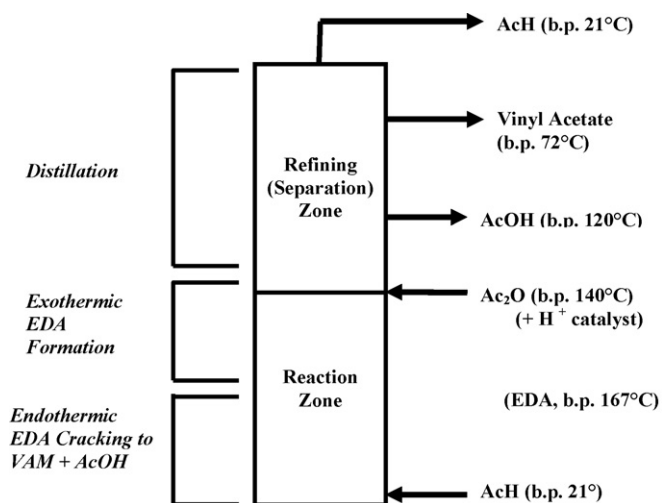 AcH (b.p. 21°C)
Vinyl Acetate
(b.p. 72°C)
Distillation
Refining
(Separation)
Zone
AcOH (b.p. 120°C)
Exothermic
EDA
Formation
Ac₂O (b.p. 140°C)
(+ H⁺ catalyst)
Reaction
Zone
(EDA, b.p. 167°C)
Endothermic
EDA Cracking to
VAM + AcOH
AcH (b.p. 21°)